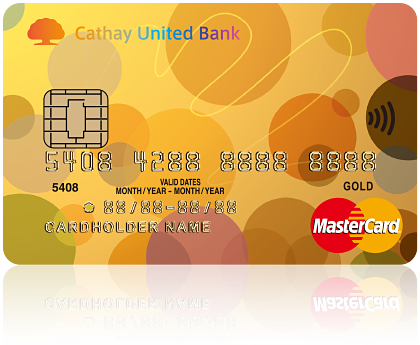 Cathay United Bank
5408 4288 8888 8888
5408
VALID DATES
MONTH/YEAR – MONTH/YEAR
GOLD
88/88-88/88
CARDHOLDER NAME
MasterCard